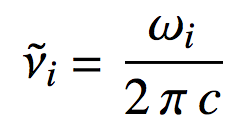 ν̃ᵢ = ωᵢ / 2 π c